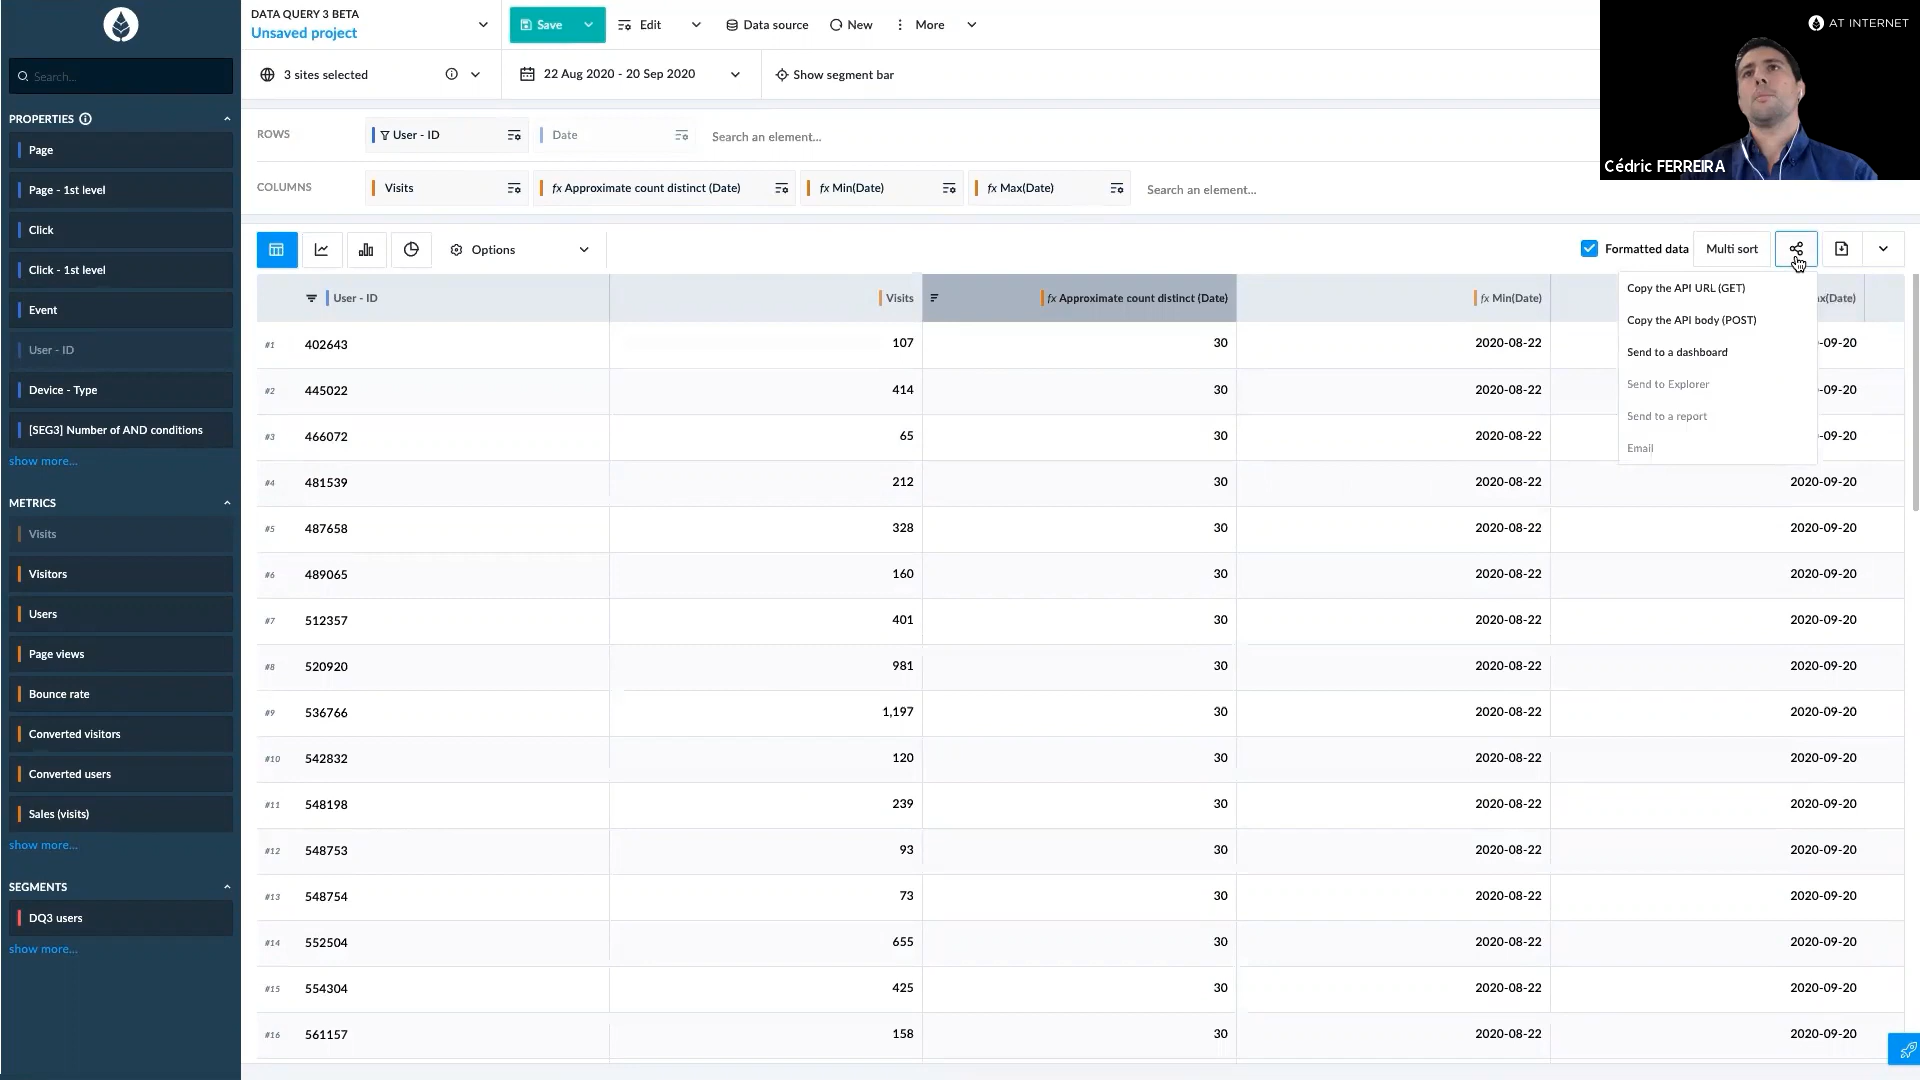 DATA QUERY 3 BETA
Unsaved project
Save
Edit
Data source
New
More
AT INTERNET
Search...
3 sites selected
22 Aug 2020 - 20 Sep 2020
Show segment bar
Cédric FERREIRA
PROPERTIES
Page
Page - 1st level
Click
Click - 1st level
Event
User - ID
Device - Type
[SEG3] Number of AND conditions
show more...
METRICS
Visits
Visitors
Users
Page views
Bounce rate
Converted visitors
Converted users
Sales (visits)
show more...
SEGMENTS
DQ3 users
show more...
ROWS
User - ID
Date
Search an element...
COLUMNS
Visits
fx Approximate count distinct (Date)
fx Min(Date)
fx Max(Date)
Search an element...
Options
Formatted data
Multi sort
Copy the API URL (GET)
Copy the API body (POST)
Send to a dashboard
Send to Explorer
Send to a report
Email
User - ID Visits fx Approximate count distinct (Date) fx Min(Date) x(Date)
#1 402643 107 30 2020-08-22 -09-20
#2 445022 414 30 2020-08-22 -09-20
#3 466072 65 30 2020-08-22 -09-20
#4 481539 212 30 2020-08-22 2020-09-20
#5 487658 328 30 2020-08-22 2020-09-20
#6 489065 160 30 2020-08-22 2020-09-20
#7 512357 401 30 2020-08-22 2020-09-20
#8 520920 981 30 2020-08-22 2020-09-20
#9 536766 1,197 30 2020-08-22 2020-09-20
#10 542832 120 30 2020-08-22 2020-09-20
#11 548198 239 30 2020-08-22 2020-09-20
#12 548753 93 30 2020-08-22 2020-09-20
#13 548754 73 30 2020-08-22 2020-09-20
#14 552504 655 30 2020-08-22 2020-09-20
#15 554304 425 30 2020-08-22 2020-09-20
#16 561157 158 30 2020-08-22 2020-09-20